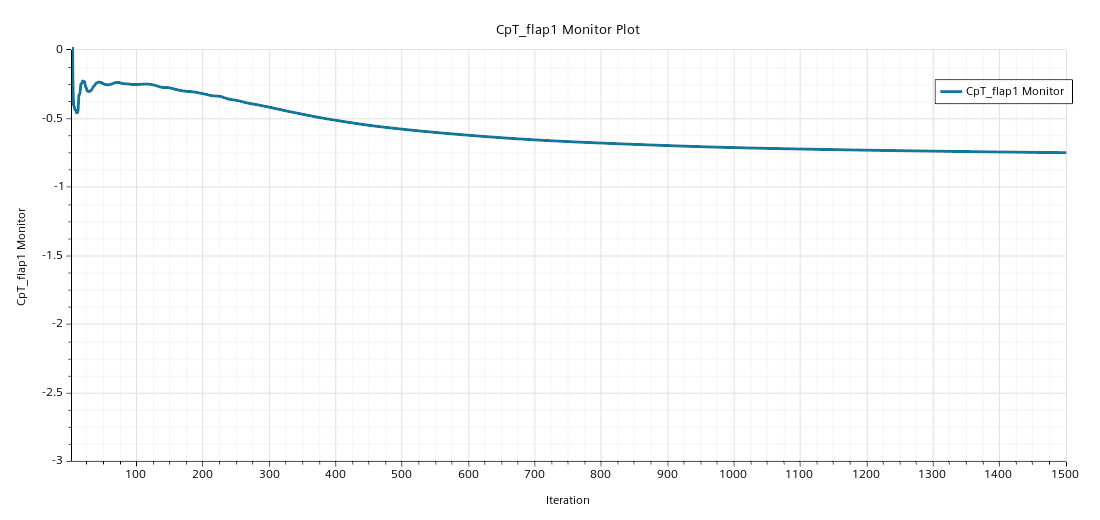 CpT_flap1 Monitor Plot
CpT_flap1 Monitor
0
-0.5
-1
-1.5
-2
-2.5
-3
CpT_flap1 Monitor
100 200 300 400 500 600 700 800 900 1000 1100 1200 1300 1400 1500
Iteration